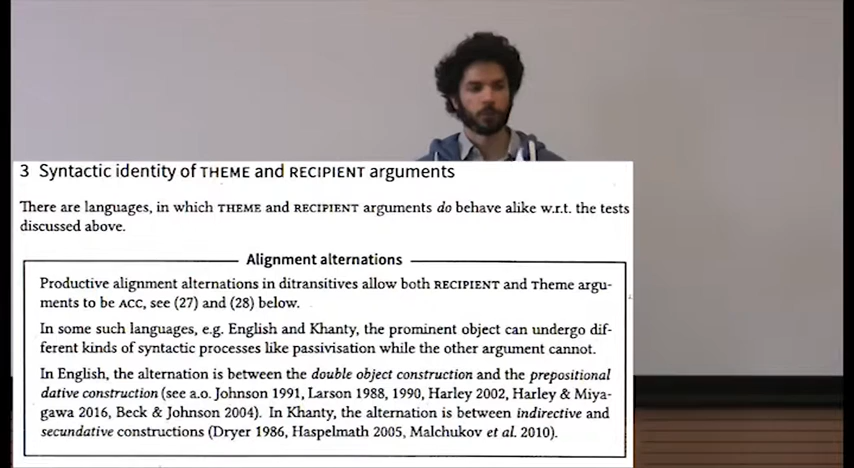 3 Syntactic identity of THEME and RECIPIENT arguments
There are languages, in which THEME and RECIPIENT arguments do behave alike w.r.t. the tests
discussed above.
Alignment alternations
Productive alignment alternations in ditransitives allow both RECIPIENT and Theme argu-
ments to be ACC, see (27) and (28) below.
In some such languages, e.g. English and Khanty, the prominent object can undergo dif-
ferent kinds of syntactic processes like passivisation while the other argument cannot.
In English, the alternation is between the double object construction and the prepositional
dative construction (see a.o. Johnson 1991, Larson 1988, 1990, Harley 2002, Harley & Miya-
gawa 2016, Beck & Johnson 2004). In Khanty, the alternation is between indirective and
secundative constructions (Dryer 1986, Haspelmath 2005, Malchukov et al. 2010).